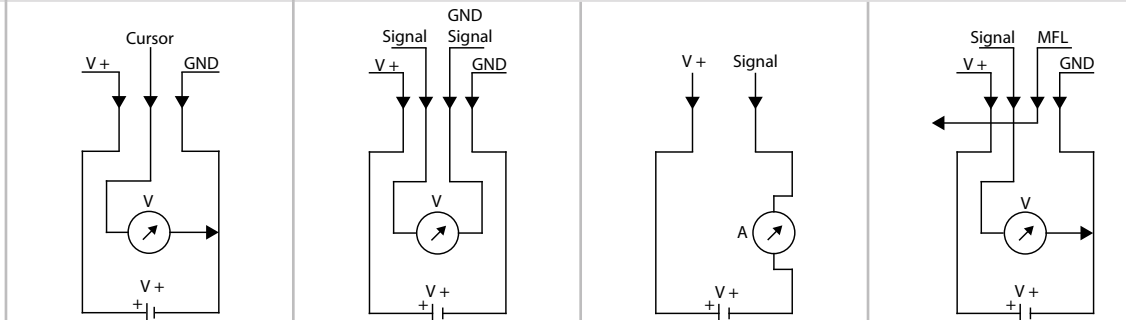 Cursor
V +
GND
V
V +
+
GND
Signal
Signal
V +
GND
V
V +
+
V +
Signal
A
V +
+
Signal
MFL
V +
GND
V
V +
+